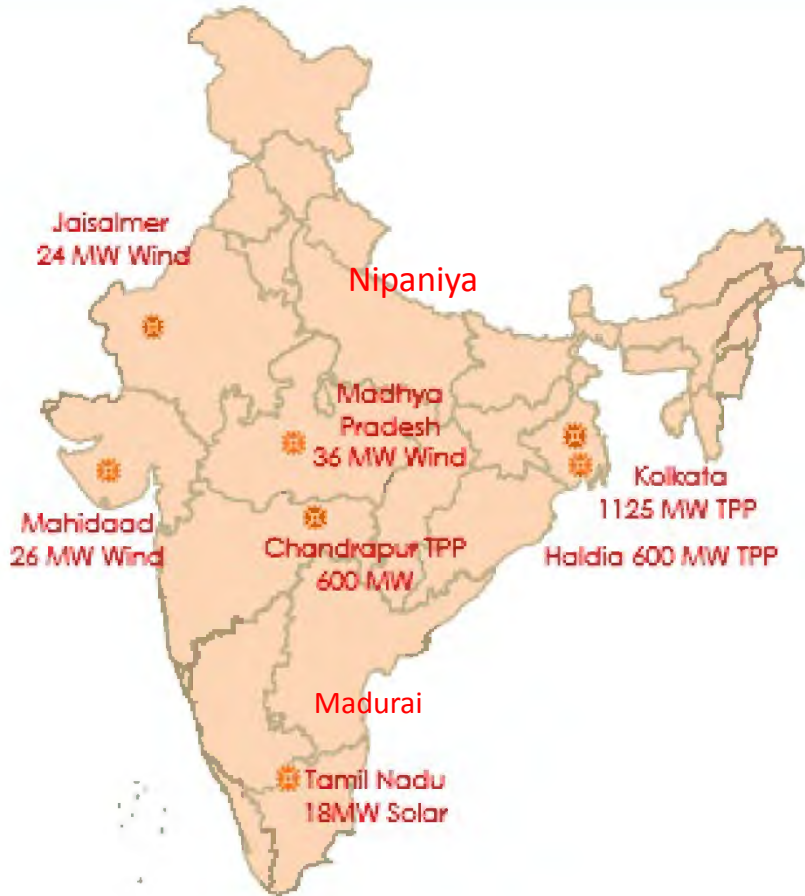 Jaisalmer
24 MW Wind
Nipaniya
Madhya
Pradesh
36 MW Wind
Kolkata
1125 MW TPP
Mahidaad
26 MW Wind
Chandrapur TPP
600 MW
Haldia 600 MW TPP
Madurai
Tamil Nadu
18MW Solar